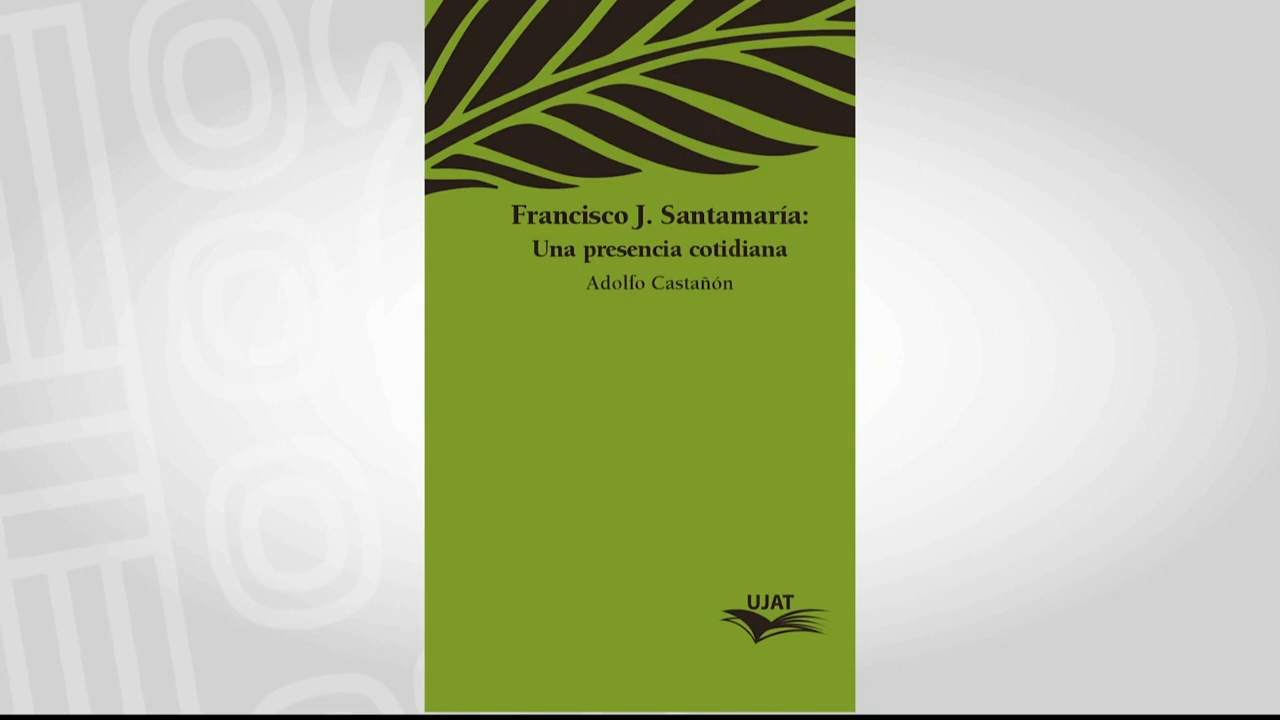 Francisco J. Santamaría:
Una presencia cotidiana
Adolfo Castañón
UJAT